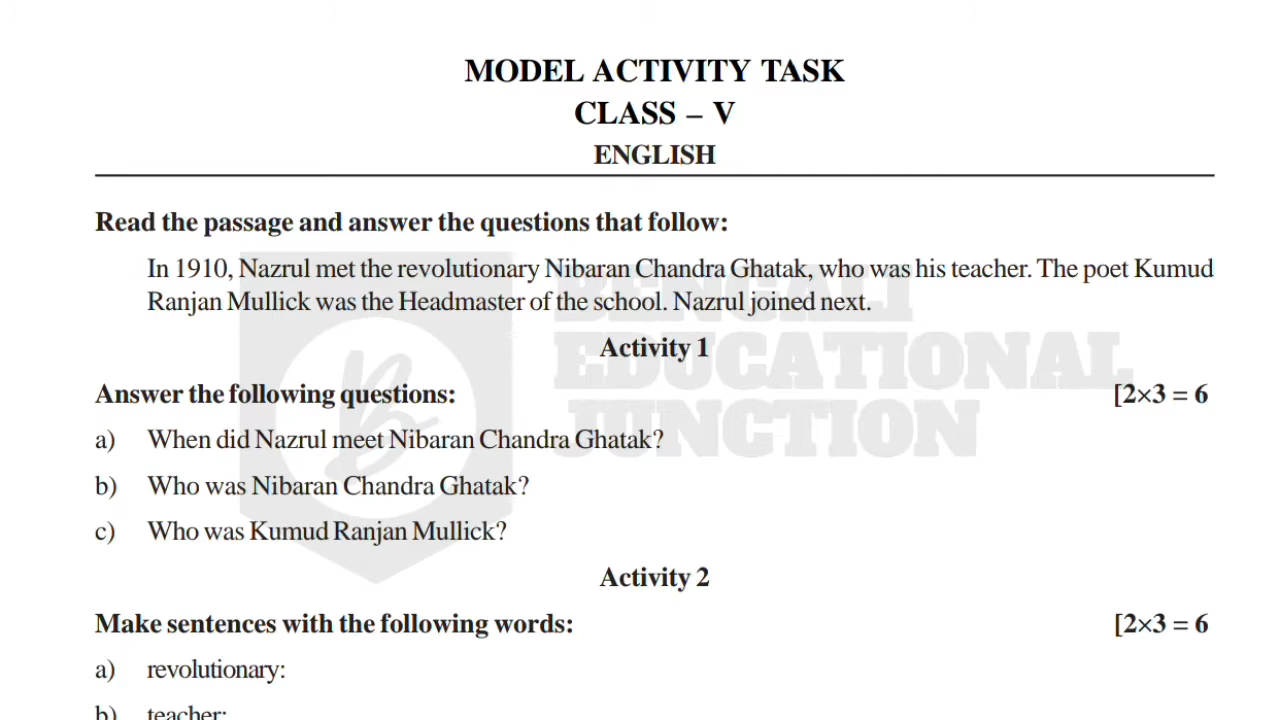 MODEL ACTIVITY TASK
CLASS – V
ENGLISH
Read the passage and answer the questions that follow:
In 1910, Nazrul met the revolutionary Nibaran Chandra Ghatak, who was his teacher. The poet Kumud
Ranjan Mullick was the Headmaster of the school. Nazrul joined next.
Activity 1
Answer the following questions: [2×3 = 6
a) When did Nazrul meet Nibaran Chandra Ghatak?
b) Who was Nibaran Chandra Ghatak?
c) Who was Kumud Ranjan Mullick?
Activity 2
Make sentences with the following words: [2×3 = 6
a) revolutionary:
b) teacher:
BENGALI
EDUCATIONAL
JUNCTION
B